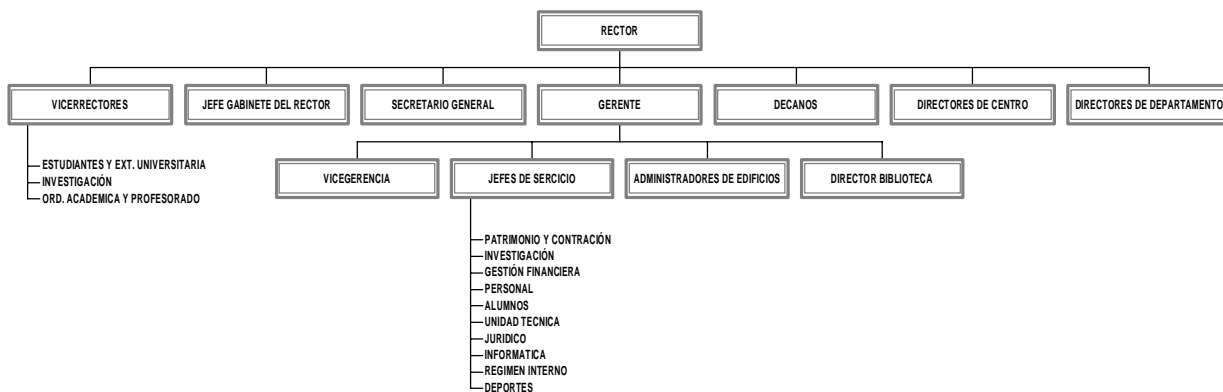 RECTOR
VICERRECTORES
JEFE GABINETE DEL RECTOR
SECRETARIO GENERAL
GERENTE
DECANOS
DIRECTORES DE CENTRO
DIRECTORES DE DEPARTAMENTO
ESTUDIANTES Y EXT. UNIVERSITARIA
INVESTIGACIÓN
ORD. ACADEMICA Y PROFESORADO
VICEGERENCIA
JEFES DE SERCICIO
ADMINISTRADORES DE EDIFICIOS
DIRECTOR BIBLIOTECA
PATRIMONIO Y CONTRACIÓN
INVESTIGACIÓN
GESTIÓN FINANCIERA
PERSONAL
ALUMNOS
UNIDAD TECNICA
JURIDICO
INFORMATICA
REGIMEN INTERNO
DEPORTES